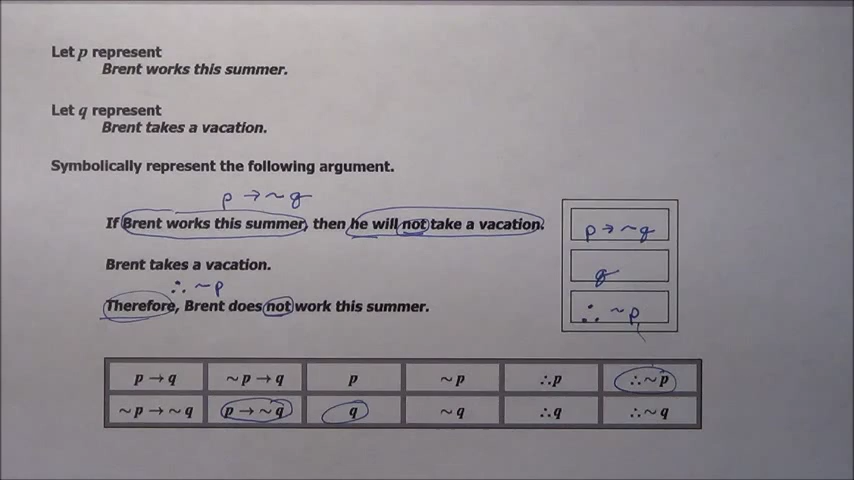 Let p represent
Brent works this summer.
Let q represent
Brent takes a vacation.
Symbolically represent the following argument.
p → ~q
If Brent works this summer, then he will not take a vacation.
Brent takes a vacation.
∴ ~p
Therefore, Brent does not work this summer.
p → ~q
q
∴ ~p
p → q ~p → q p ~p ∴p ∴~p
~p → ~q p → ~q q ~q ∴q ∴~q